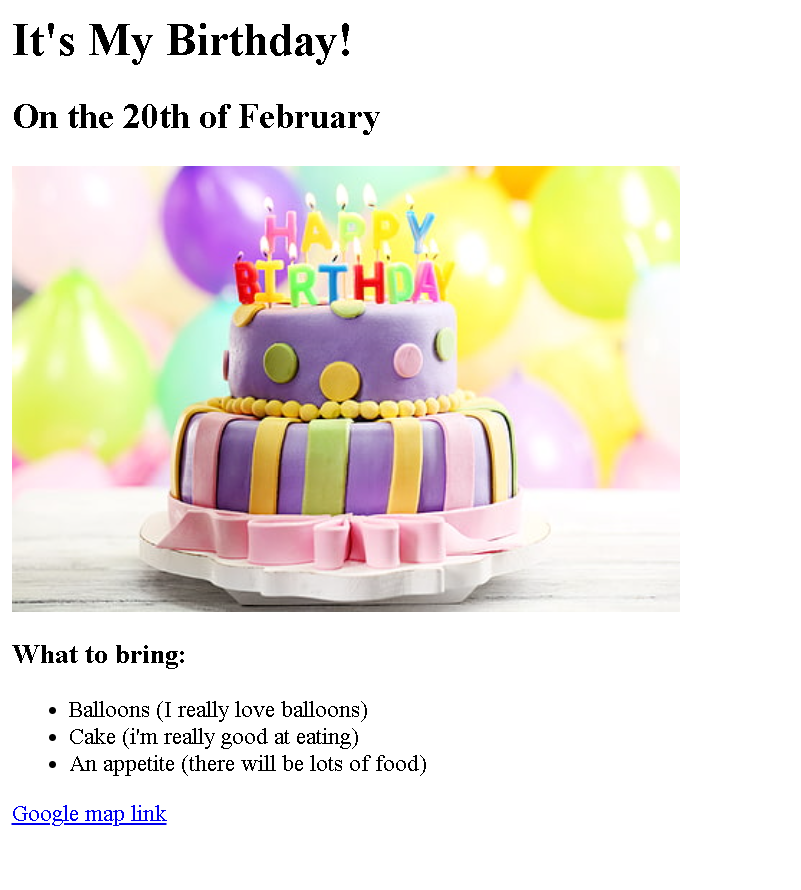 It's My Birthday!
On the 20th of February
HAPPY
BIRTHDAY
What to bring:
Balloons (I really love balloons)
Cake (i'm really good at eating)
An appetite (there will be lots of food)
Google map link